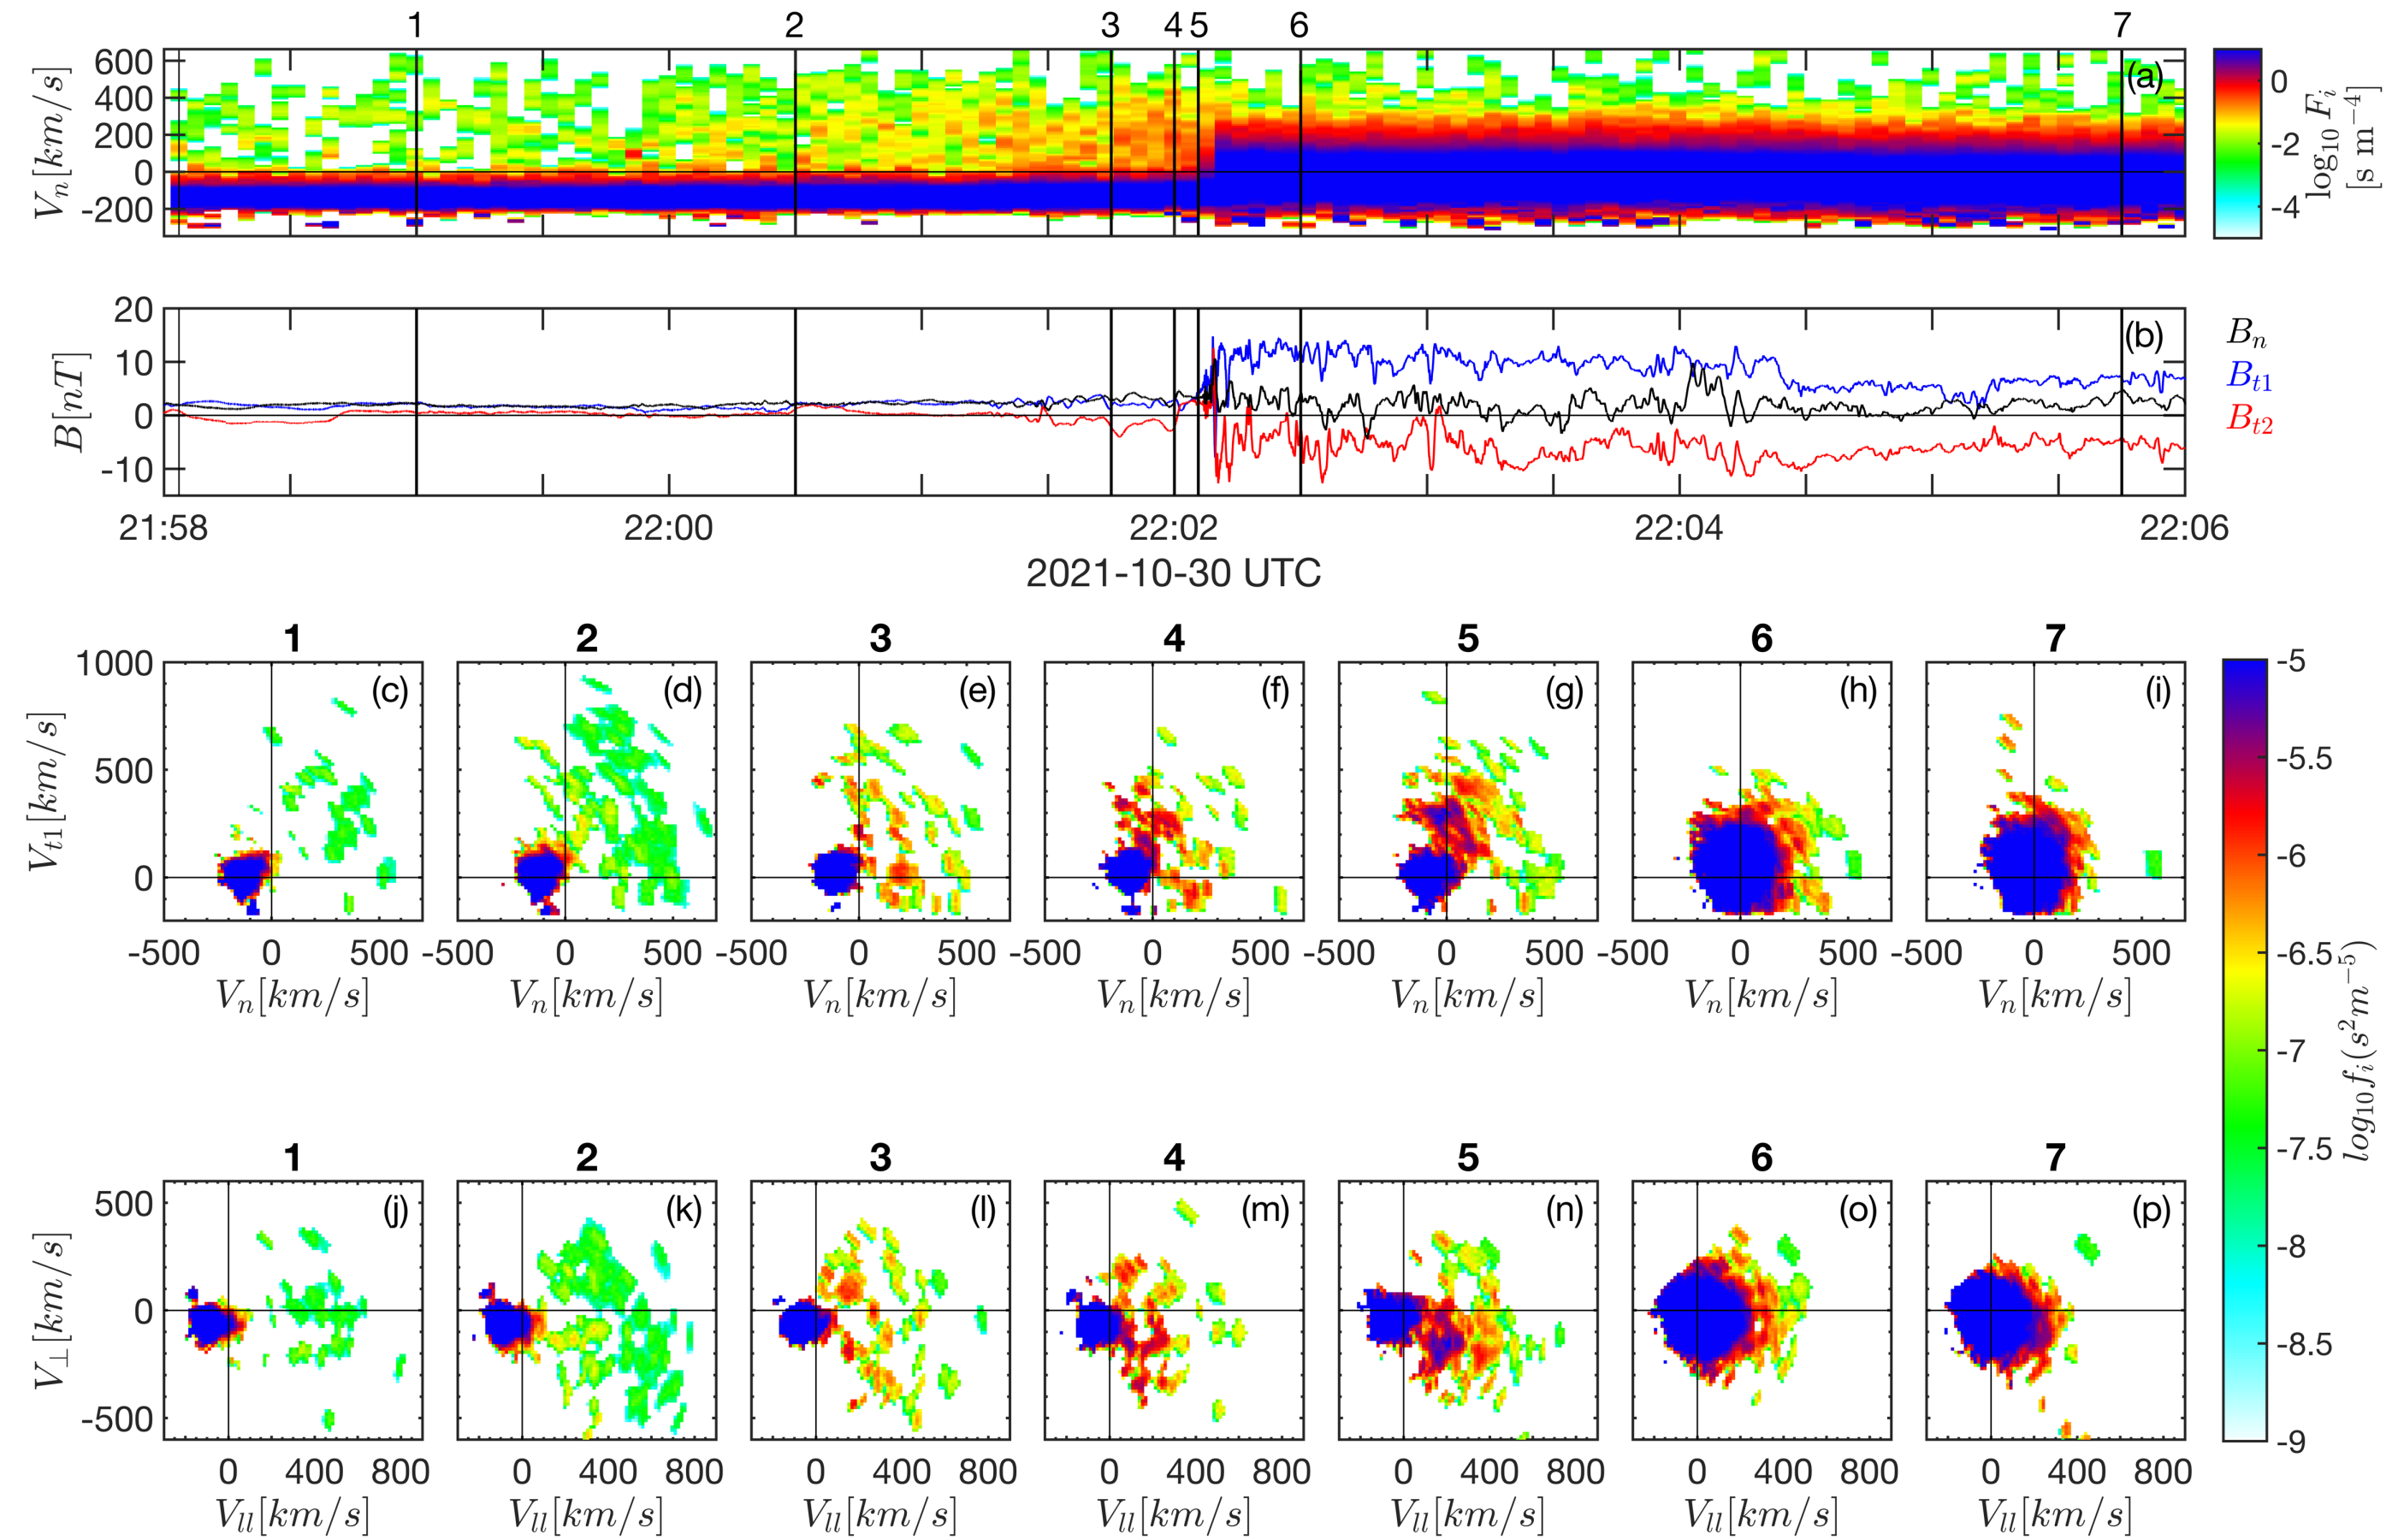 1 2 3 4 5 6 7
V_n[km/s]
600
400
200
0
-200
(a)
0
-2
-4
log_10 F_i
[s m^-4]
B[nT]
20
10
0
-10
(b)
B_n
B_t1
B_t2
21:58 22:00 22:02 22:04 22:06
2021-10-30 UTC
1 2 3 4 5 6 7
V_t1[km/s]
1000
500
0
(c) (d) (e) (f) (g) (h) (i)
-500 0 500 -500 0 500 -500 0 500 -500 0 500 -500 0 500 -500 0 500 -500 0 500
V_n[km/s] V_n[km/s] V_n[km/s] V_n[km/s] V_n[km/s] V_n[km/s] V_n[km/s]
-5
-5.5
-6
-6.5
-7
-7.5
-8
-8.5
-9
log_10 f_i(s^2m^-5)
1 2 3 4 5 6 7
V_⊥[km/s]
500
0
-500
(j) (k) (l) (m) (n) (o) (p)
0 400 800 0 400 800 0 400 800 0 400 800 0 400 800 0 400 800 0 400 800
V_ll[km/s] V_ll[km/s] V_ll[km/s] V_ll[km/s] V_ll[km/s] V_ll[km/s] V_ll[km/s]